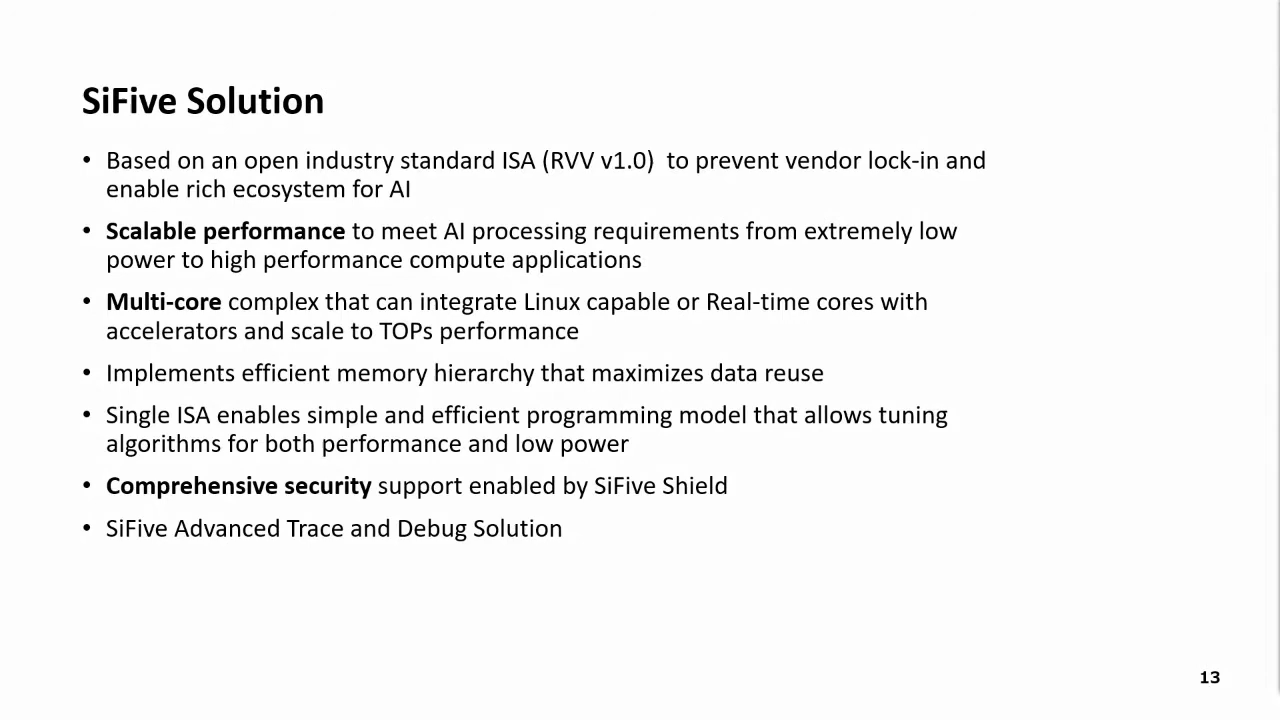 SiFive Solution
• Based on an open industry standard ISA (RVV v1.0)  to prevent vendor lock-in and
enable rich ecosystem for AI
• Scalable performance to meet AI processing requirements from extremely low
power to high performance compute applications
• Multi-core complex that can integrate Linux capable or Real-time cores with
accelerators and scale to TOPs performance
• Implements efficient memory hierarchy that maximizes data reuse
• Single ISA enables simple and efficient programming model that allows tuning
algorithms for both performance and low power
• Comprehensive security support enabled by SiFive Shield
• SiFive Advanced Trace and Debug Solution
13